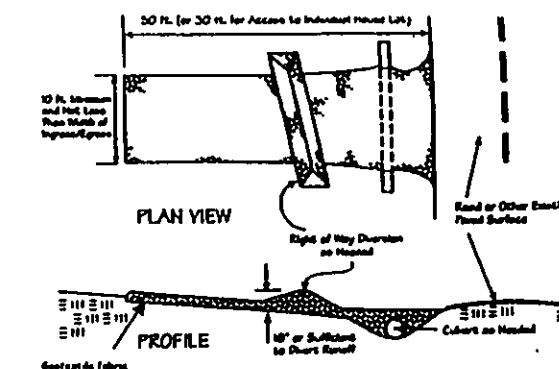 50 ft. (or 30 ft. for Access to Individual House Lot)
10 ft. Minimum
and Not Less
Than Width of
Ingress/Egress
PLAN VIEW
Right of Way Diversion
as Needed
Road or Other
Paved Surface
PROFILE
18" or Sufficient
to Divert Runoff
Culvert as Needed
Geotextile fabric